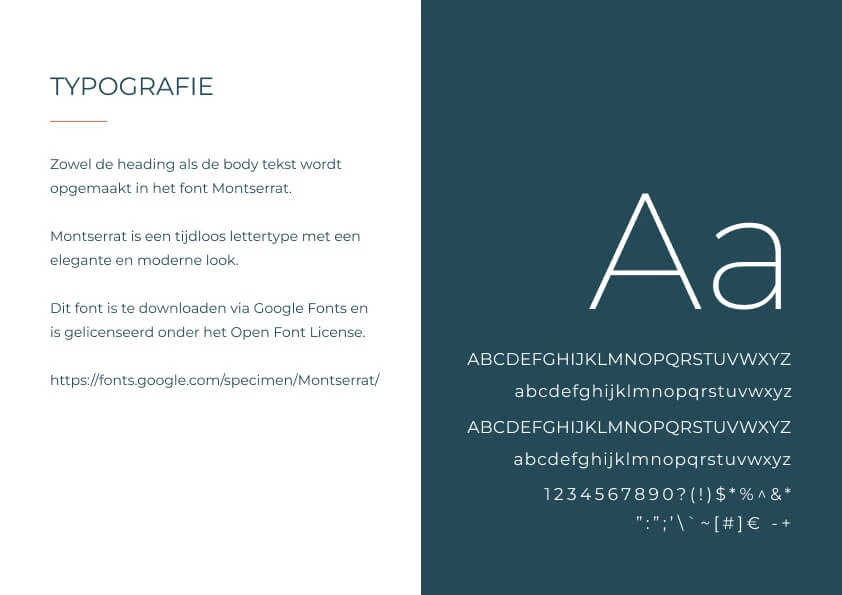 TYPOGRAFIE
Zowel de heading als de body tekst wordt
opgemaakt in het font Montserrat.
Montserrat is een tijdloos lettertype met een
elegante en moderne look.
Dit font is te downloaden via Google Fonts en
is gelicenseerd onder het Open Font License.
https://fonts.google.com/specimen/Montserrat/
Aa
ABCDEFGHIJKLMNOPQRSTUVWXYZ
abcdefghijklmnopqrstuvwxyz
ABCDEFGHIJKLMNOPQRSTUVWXYZ
abcdefghijklmnopqrstuvwxyz
1234567890?(!)$*%^&*
”:”;’\`~[#]€ -+